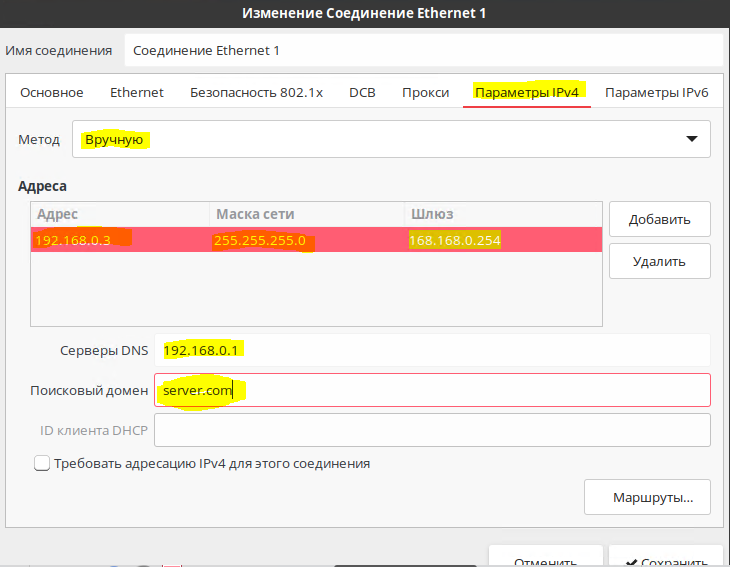 Изменение Соединение Ethernet 1
Имя соединения Соединение Ethernet 1
Основное Ethernet Безопасность 802.1x DCB Прокси Параметры IPv4 Параметры IPv6
Метод Вручную
Адреса
Адрес Маска сети Шлюз
192.168.0.3 255.255.255.0 168.168.0.254
Добавить
Удалить
Серверы DNS 192.168.0.1
Поисковый домен server.com
ID клиента DHCP
Требовать адресацию IPv4 для этого соединения
Маршруты...
Отменить Сохранить